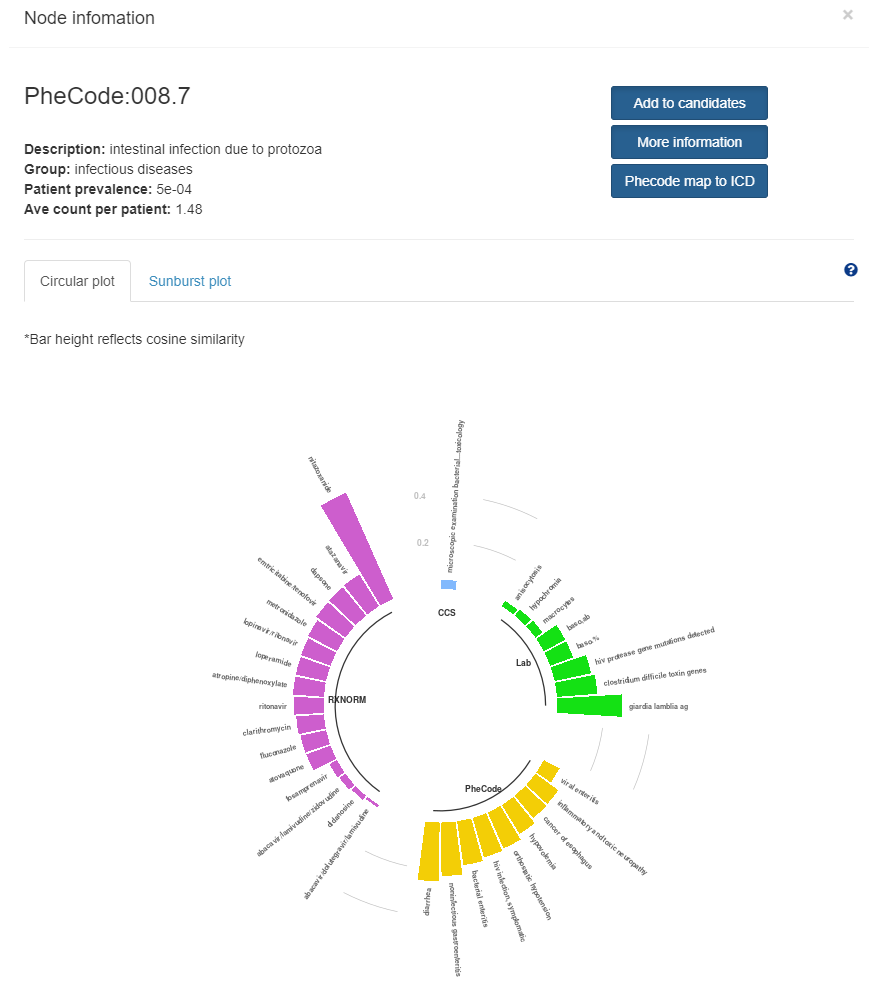 Node infomation
×
PheCode:008.7
Add to candidates
More information
Phecode map to ICD
Description: intestinal infection due to protozoa
Group: infectious diseases
Patient prevalence: 5e-04
Ave count per patient: 1.48
Circular plot
Sunburst plot
?
*Bar height reflects cosine similarity
0.4
0.2
microscopic examination bacterial...toxicology
CCS
anisocytosis
hypochromia
macrocytes
baso.ab
baso.%
hiv protease gene mutations detected
clostridium difficile toxin genes
giardia lamblia ag
Lab
viral enteritis
inflammatory and toxic neuropathy
cancer of esophagus
hypovolemia
orthostatic hypotension
hiv infection, symptomatic
bacterial enteritis
noninfectious gastroenteritis
diarrhea
PheCode
abacavir/dolutegravir/lamivudine
didanosine
abacavir/lamivudine/zidovudine
fosamprenavir
atovaquone
fluconazole
clarithromycin
ritonavir
atropine/diphenoxylate
loperamide
lopinavir/ritonavir
metronidazole
emtricitabine/tenofovir
dapsone
atazanavir
nitazoxanide
RXNORM